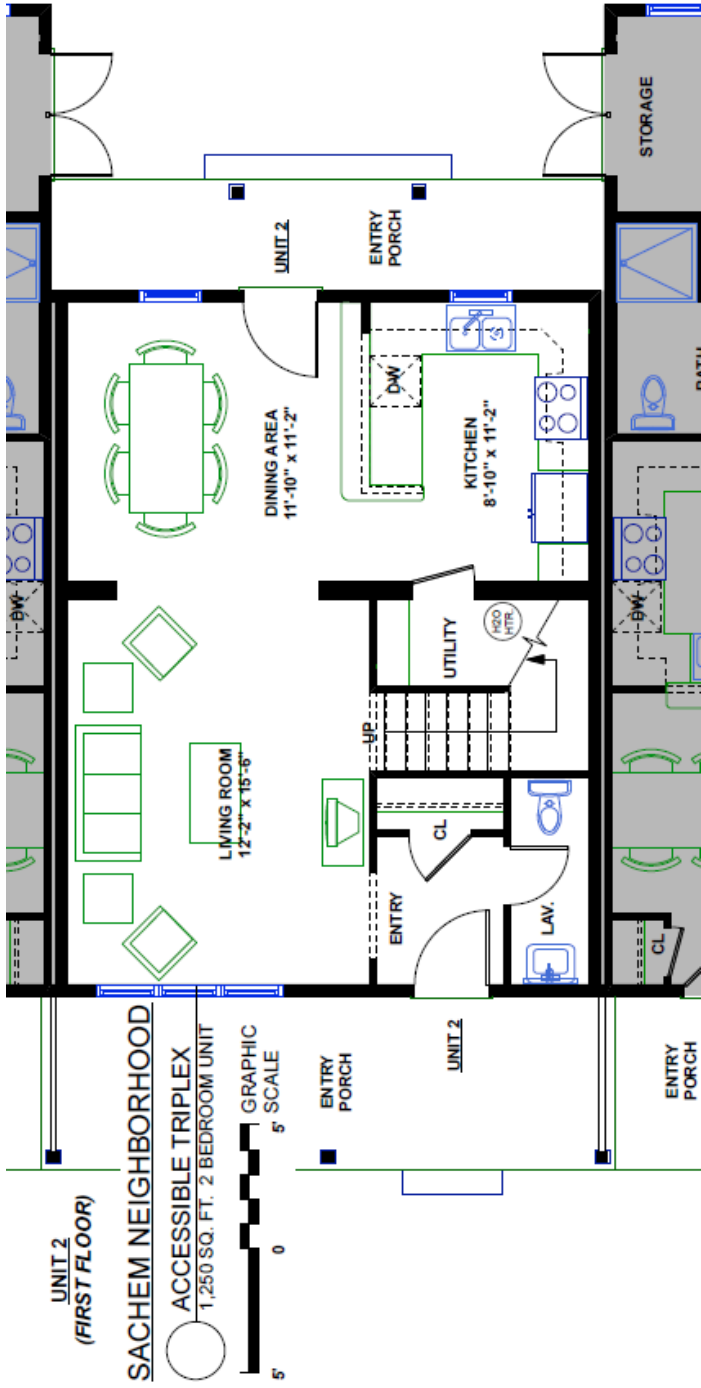 UNIT 2
(FIRST FLOOR)
SACHEM NEIGHBORHOOD
ACCESSIBLE TRIPLEX
1,250 SQ. FT. 2 BEDROOM UNIT
GRAPHIC
SCALE
5'
0
5'
DW
LIVING ROOM
12'-2" x 15'-6"
DINING AREA
11'-10" x 11'-2"
UNIT 2
ENTRY
PORCH
ENTRY
PORCH
UNIT 2
ENTRY
CL
UP
LAV.
UTILITY
H2O
HTR.
KITCHEN
8'-10" x 11'-2"
DW
ENTRY
PORCH
CL
DW
BATH
STORAGE